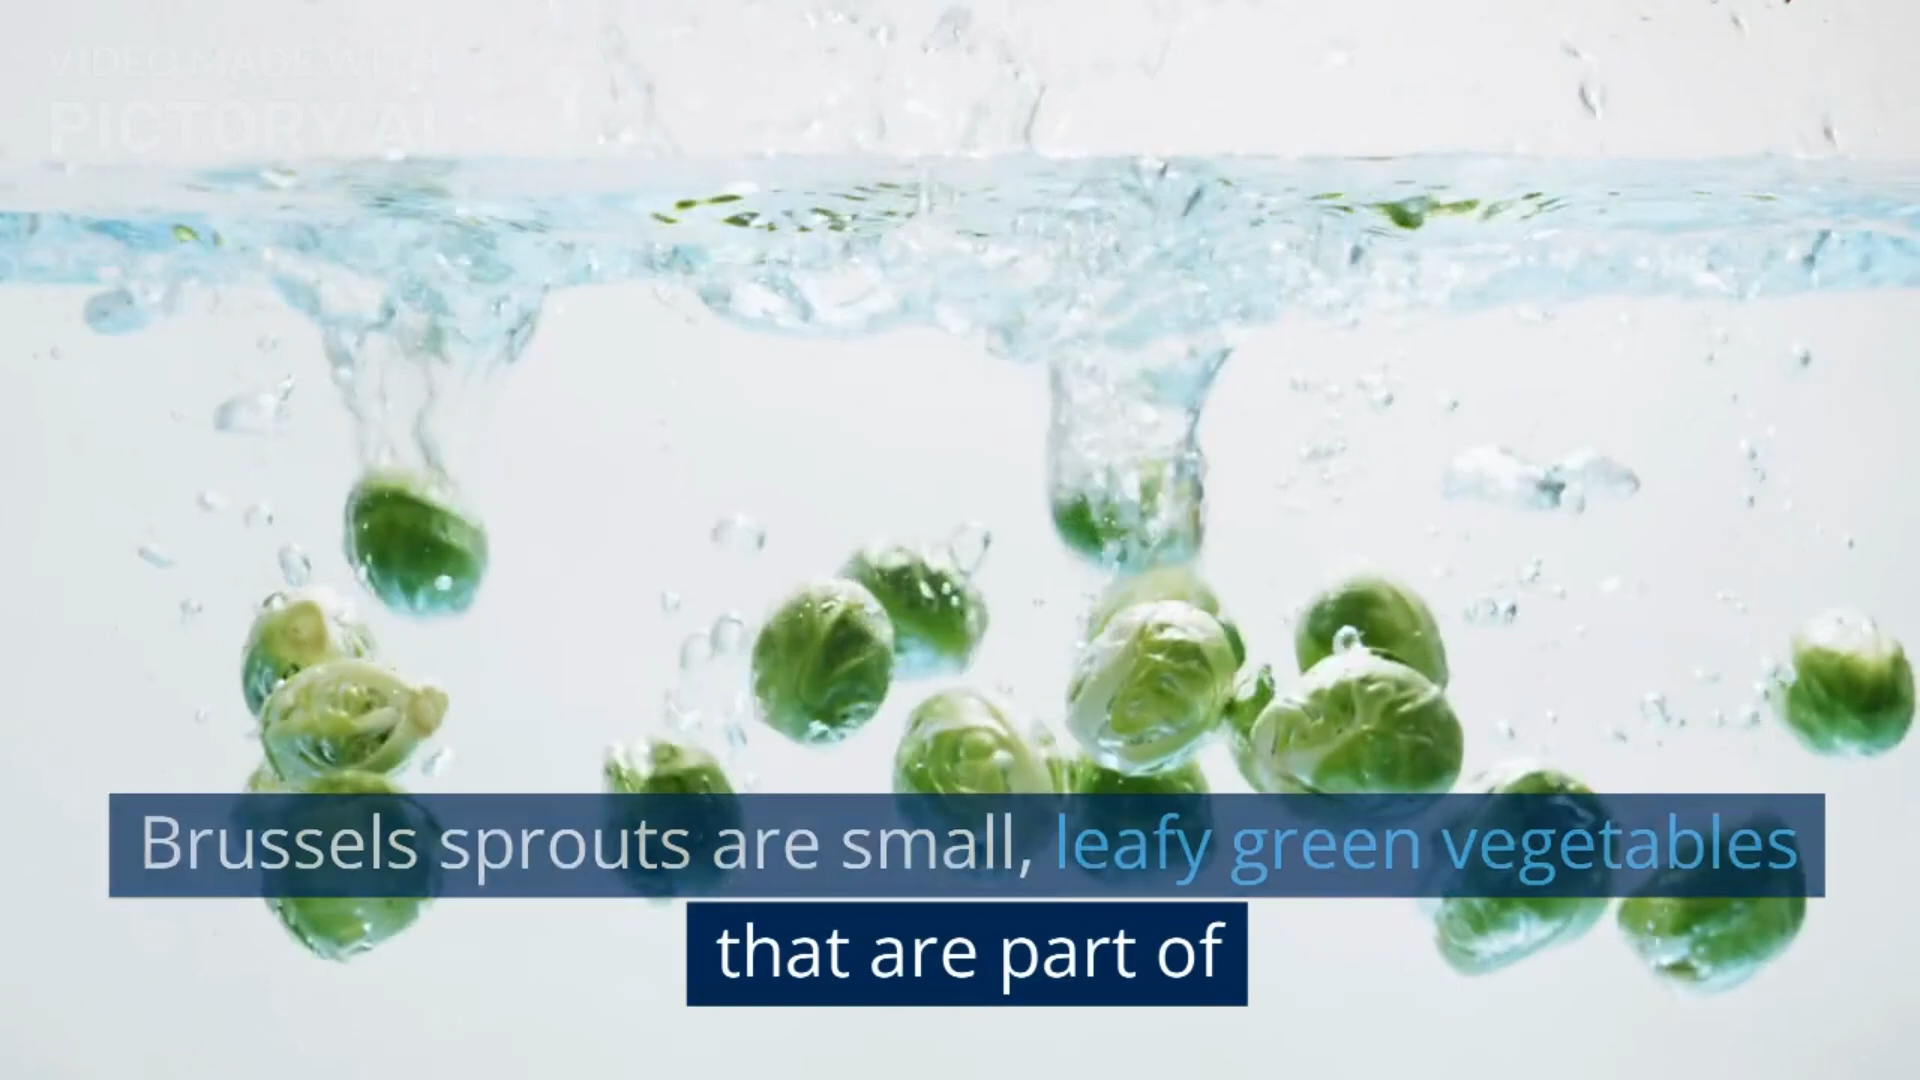 VIDEO MADE WITH
PICTORY.AI
Brussels sprouts are small, leafy green vegetables
that are part of